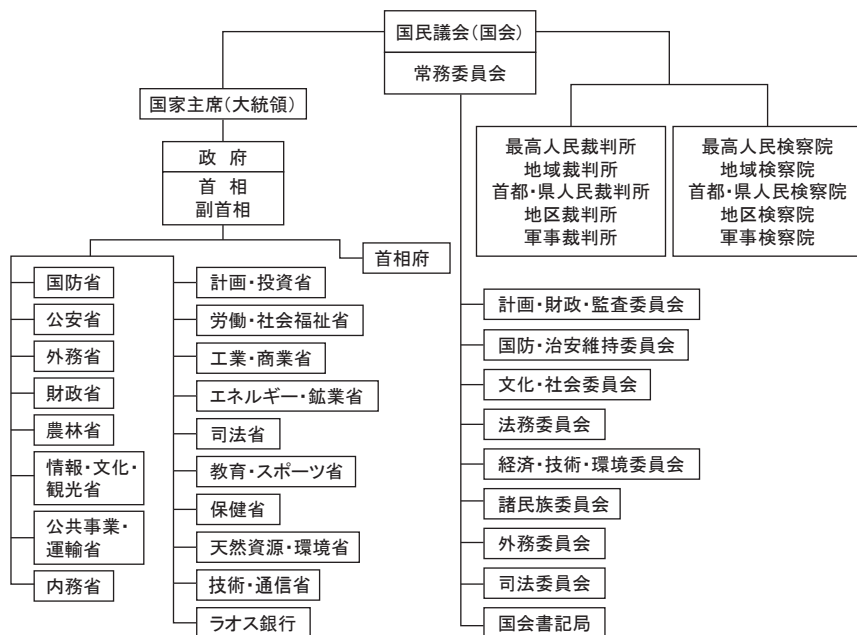 国民議会(国会)
常務委員会
国家主席(大統領)
政 府
首 相
副首相
首相府
最高人民裁判所
地域裁判所
首都・県人民裁判所
地区裁判所
軍事裁判所
最高人民検察院
地域検察院
首都・県人民検察院
地区検察院
軍事検察院
国防省
公安省
外務省
財政省
農林省
情報・文化・
観光省
公共事業・
運輸省
内務省
計画・投資省
労働・社会福祉省
工業・商業省
エネルギー・鉱業省
司法省
教育・スポーツ省
保健省
天然資源・環境省
技術・通信省
ラオス銀行
計画・財政・監査委員会
国防・治安維持委員会
文化・社会委員会
法務委員会
経済・技術・環境委員会
諸民族委員会
外務委員会
司法委員会
国会書記局